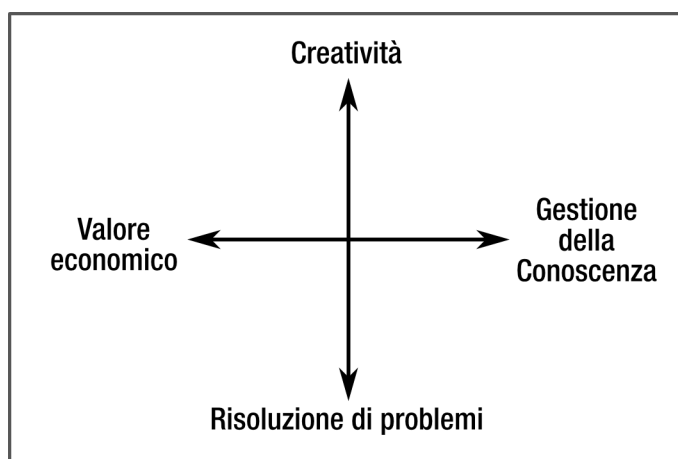 Creatività
Valore
economico
Gestione
della
Conoscenza
Risoluzione di problemi